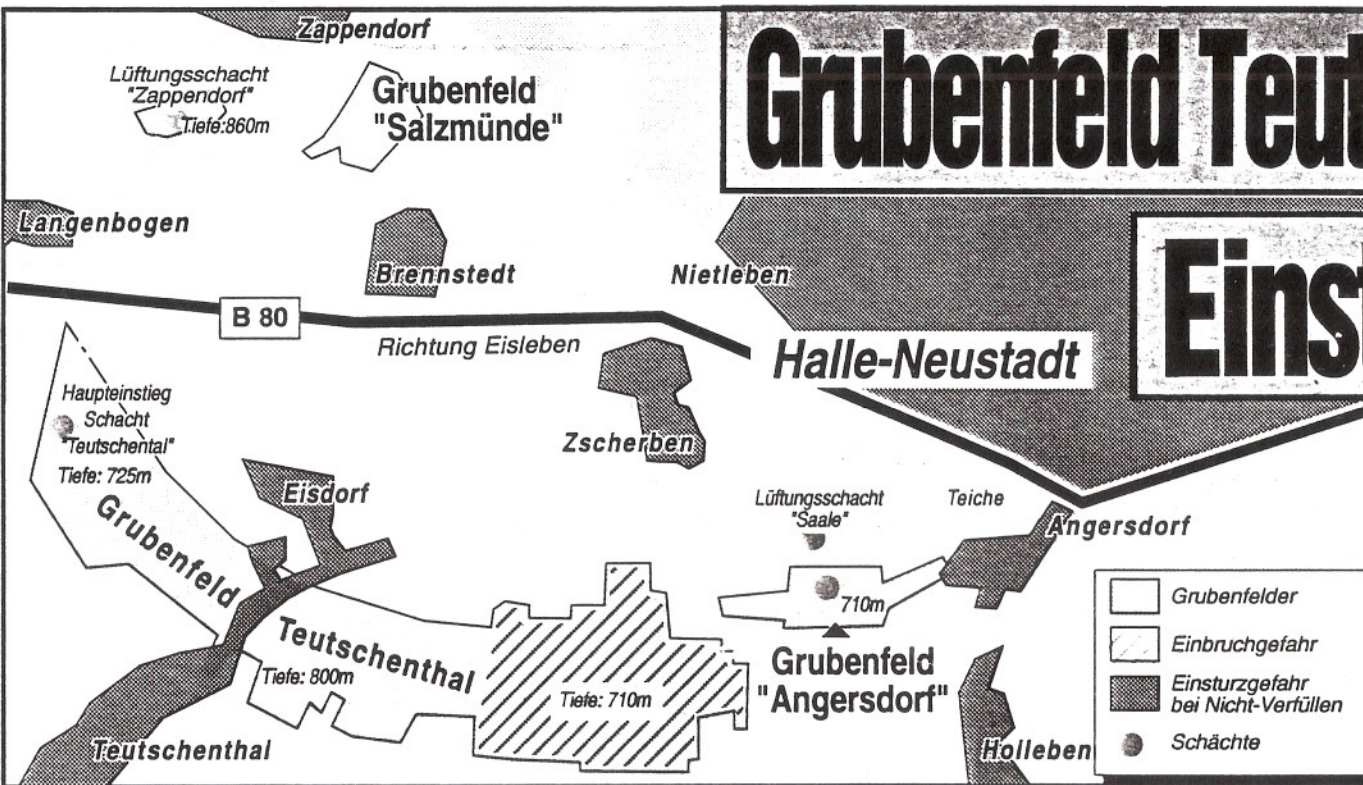 Zappendorf
Lüftungsschacht
"Zappendorf"
Tiefe:860m
Grubenfeld
"Salzmünde"
Grubenfeld Teut
Einst
Langenbogen
Brennstedt
Nietleben
B 80
Richtung Eisleben
Halle-Neustadt
Haupteinstieg
Schacht
"Teutschental"
Tiefe: 725m
Zscherben
Eisdorf
Lüftungsschacht
"Saale"
Teiche
Angersdorf
Grubenfeld
Teutschenthal
Tiefe: 800m
Tiefe: 710m
710m
Grubenfeld
"Angersdorf"
Teutschenthal
Holleben
Grubenfelder
Einbruchgefahr
Einsturzgefahr
bei Nicht-Verfüllen
Schächte